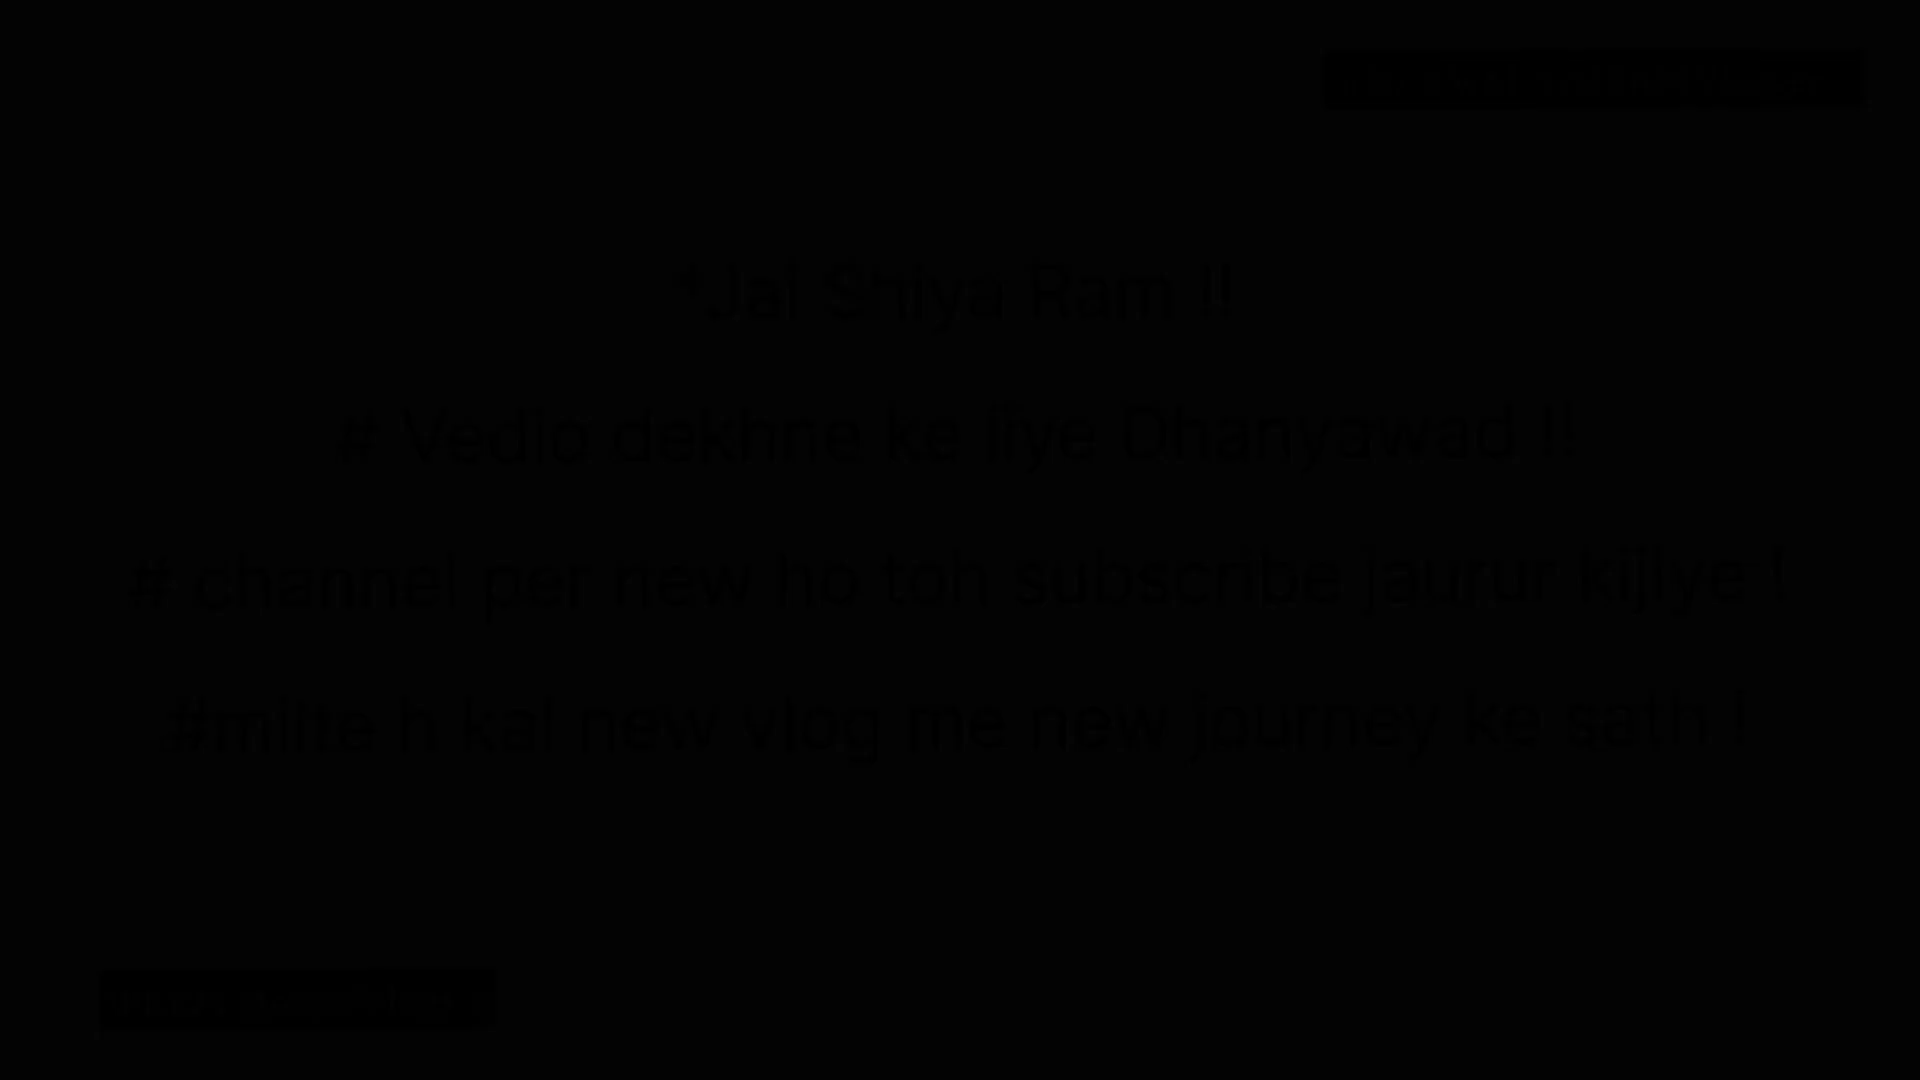 *Jai Shiya Ram !!
# Vedio dekhne ke liye Dhanyawad !!
# channel per new ho toh subscribe jaurur kijiye !
#milte h kal new vlog me new journey ke sath !